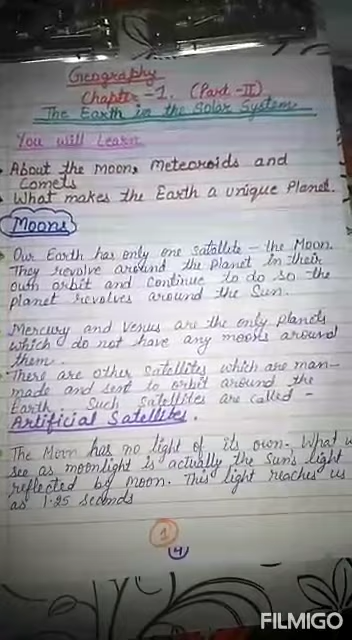 Geography
Chapter-1. (Part-II)
The Earth in the Solar System
You will Learn
• About the Moon, Meteoroids and
Comets
• What makes the Earth a unique Planet.
Moons
Our Earth has only one satallite - the Moon.
They revolve around the planet in their
own orbit and continue to do so the
planet revolves around the Sun.
Mercury and Venus are the only planets
which do not have any moons around
them.
• There are other satellites which are man-
made and sent to orbit around the
Earth. Such satellites are called -
Artificial Satellites.
The Moon has no light of its own. What w
see as moonlight is actually the Sun's light
reflected by Moon. This light reaches us
as 1.25 seconds
1
4
FILMIGO